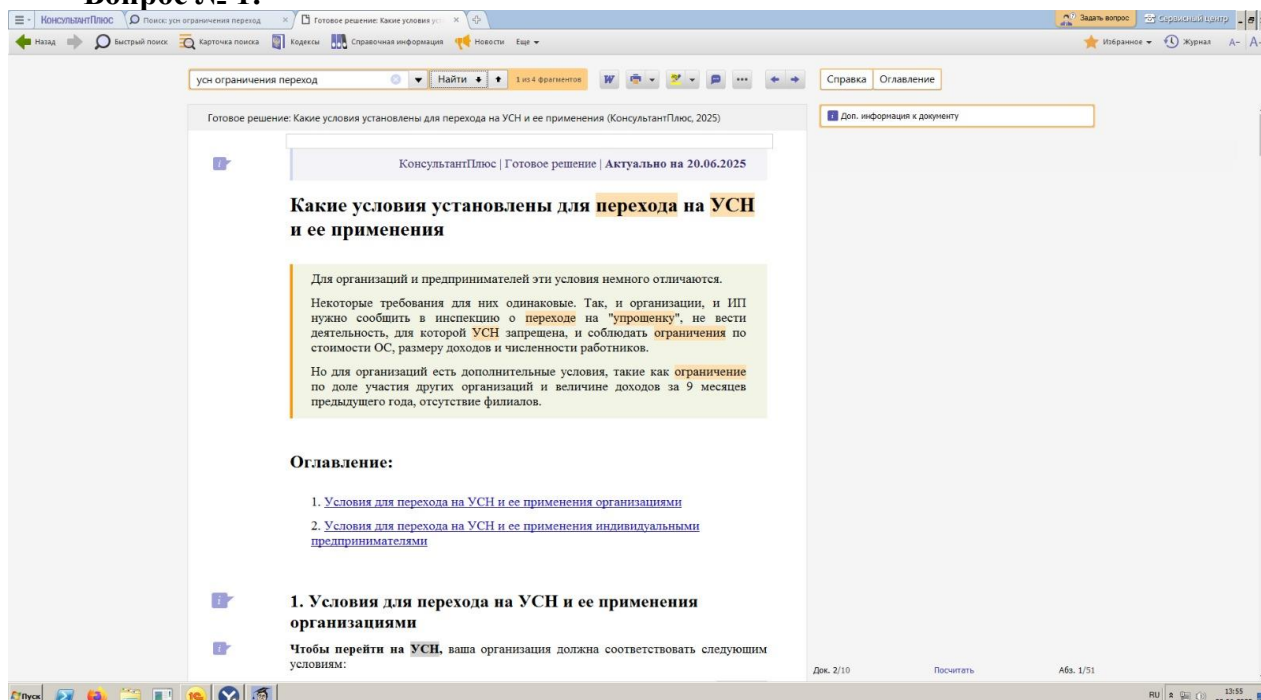 Вопрос № 1.
КонсультантПлюс
Поиск: усн ограничения переход
Готовое решение: Какие условия ус
Задать вопрос
Сервисный центр
Назад
Быстрый поиск
Карточка поиска
Кодексы
Справочная информация
Новости
Еще
Избранное
Журнал
А-
А
усн ограничения переход
Найти
1 из 4 фрагментов
Справка
Оглавление
Готовое решение: Какие условия установлены для перехода на УСН и ее применения (КонсультантПлюс, 2025)
Доп. информация к документу
КонсультантПлюс | Готовое решение | Актуально на 20.06.2025
Какие условия установлены для перехода на УСН
и ее применения
Для организаций и предпринимателей эти условия немного отличаются.
Некоторые требования для них одинаковые. Так, и организации, и ИП
нужно сообщить в инспекцию о переходе на "упрощенку", не вести
деятельность, для которой УСН запрещена, и соблюдать ограничения по
стоимости ОС, размеру доходов и численности работников.
Но для организаций есть дополнительные условия, такие как ограничение
по доле участия других организаций и величине доходов за 9 месяцев
предыдущего года, отсутствие филиалов.
Оглавление:
1. Условия для перехода на УСН и ее применения организациями
2. Условия для перехода на УСН и ее применения индивидуальными
предпринимателями
1. Условия для перехода на УСН и ее применения
организациями
Чтобы перейти на УСН, ваша организация должна соответствовать следующим
условиям:
Док. 2/10
Посчитать
Абз. 1/51
Пуск
RU
13:55